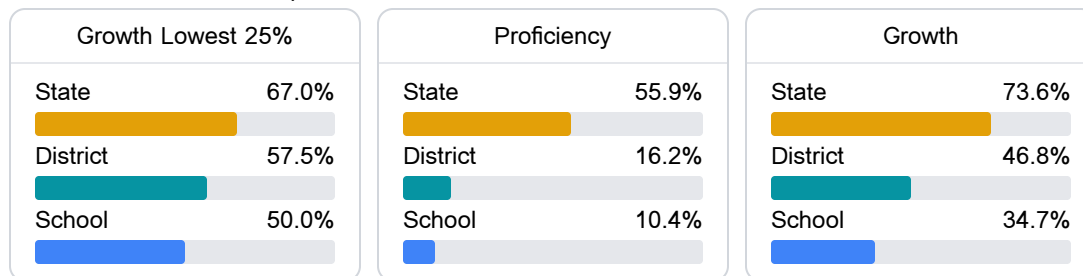 Growth Lowest 25%
State 67.0%
District 57.5%
School 50.0%
Proficiency
State 55.9%
District 16.2%
School 10.4%
Growth
State 73.6%
District 46.8%
School 34.7%